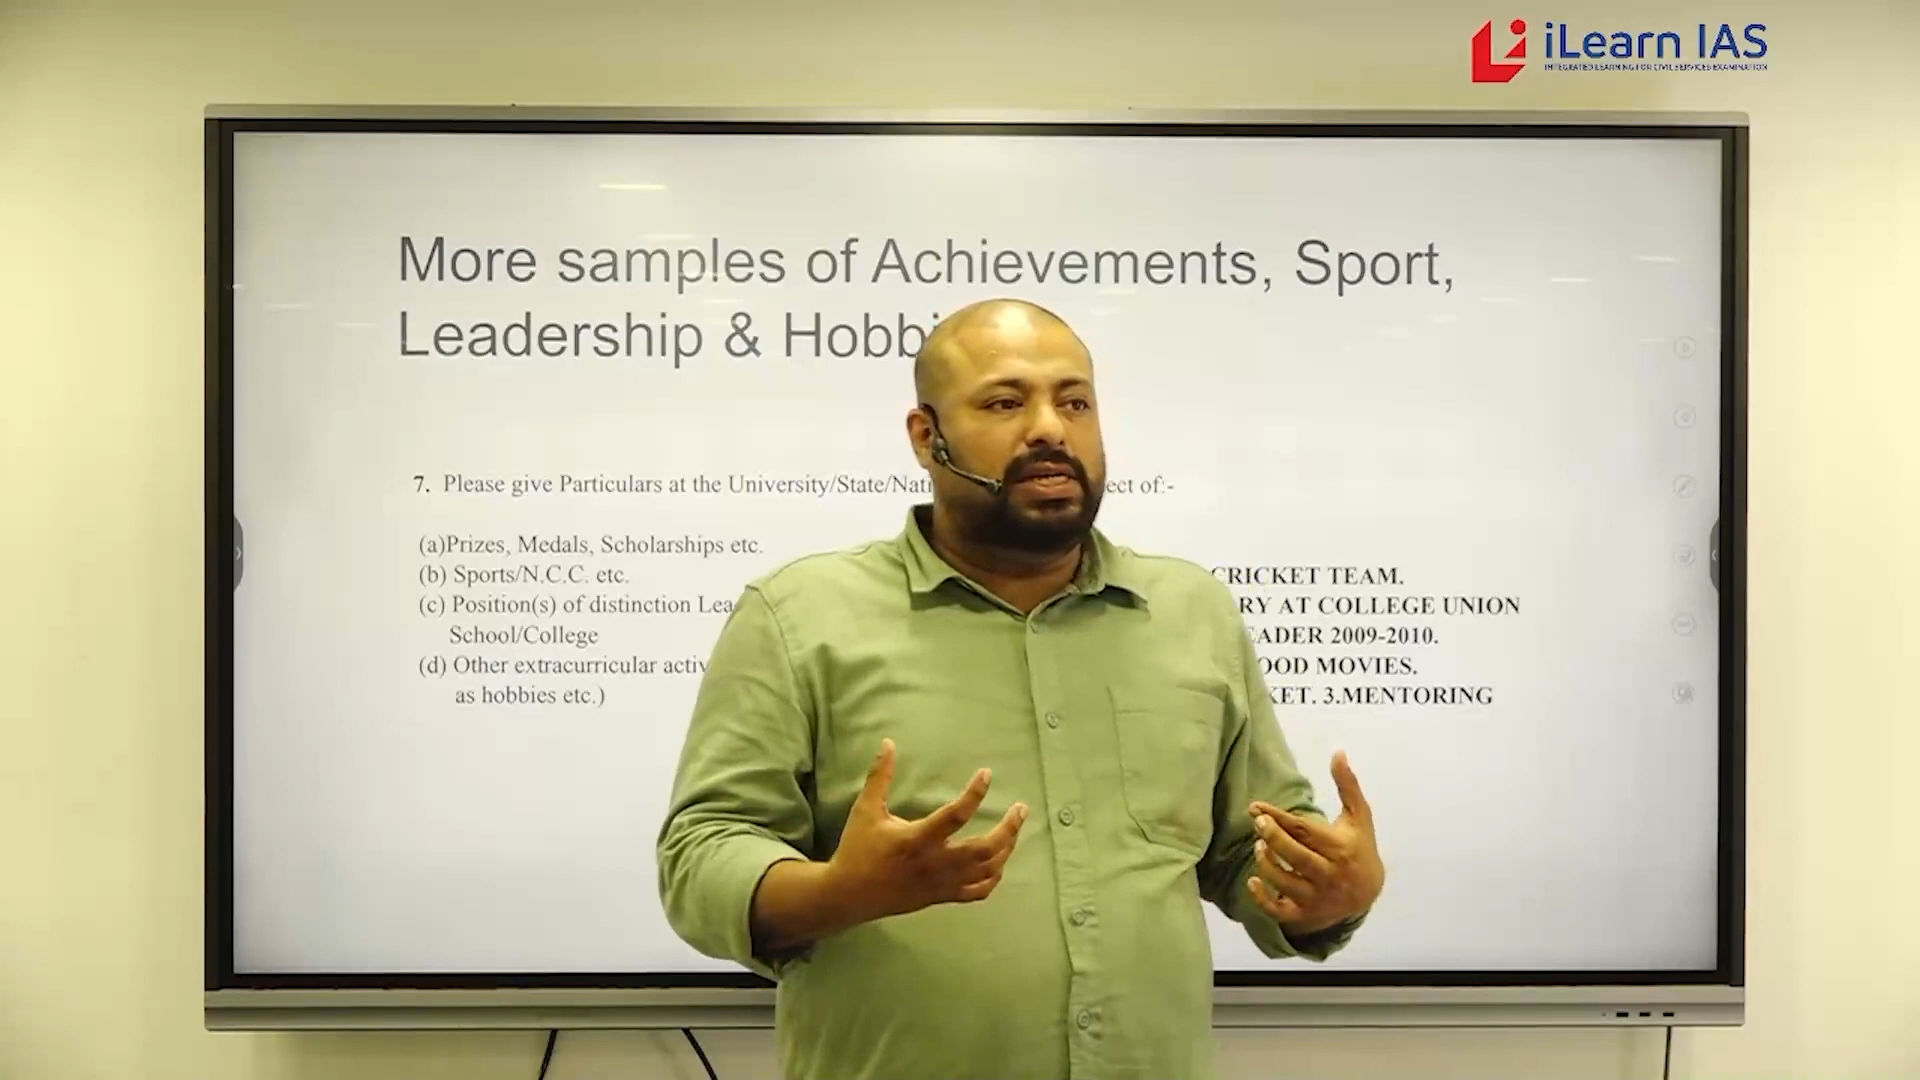 iLearn IAS
INTEGRATED LEARNING FOR CIVIL SERVICES EXAMINATION
More samples of Achievements, Sport,
Leadership & Hobbi
7. Please give Particulars at the University/State/Nati ect of:-
(a)Prizes, Medals, Scholarships etc.
(b) Sports/N.C.C. etc. CRICKET TEAM.
(c) Position(s) of distinction Lea RY AT COLLEGE UNION
School/College EADER 2009-2010.
(d) Other extracurricular activ OOD MOVIES.
as hobbies etc.) KET. 3.MENTORING